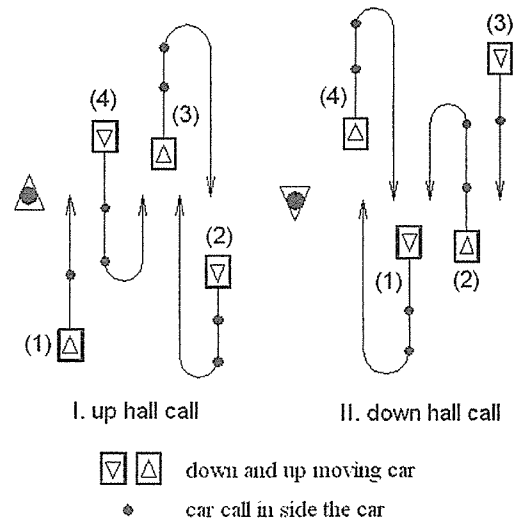 (4)
(3)
(2)
(1)
I. up hall call
(3)
(4)
(1)
(2)
II. down hall call
down and up moving car
car call in side the car